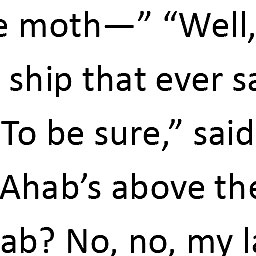 e moth—” “Well,
ship that ever sa
To be sure,” said
Ahab’s above the
ab? No, no, my la